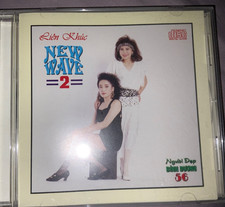 Liên Khúc
NEW
WAVE
=2=
Người Đẹp
BÌNH DƯƠNG
56